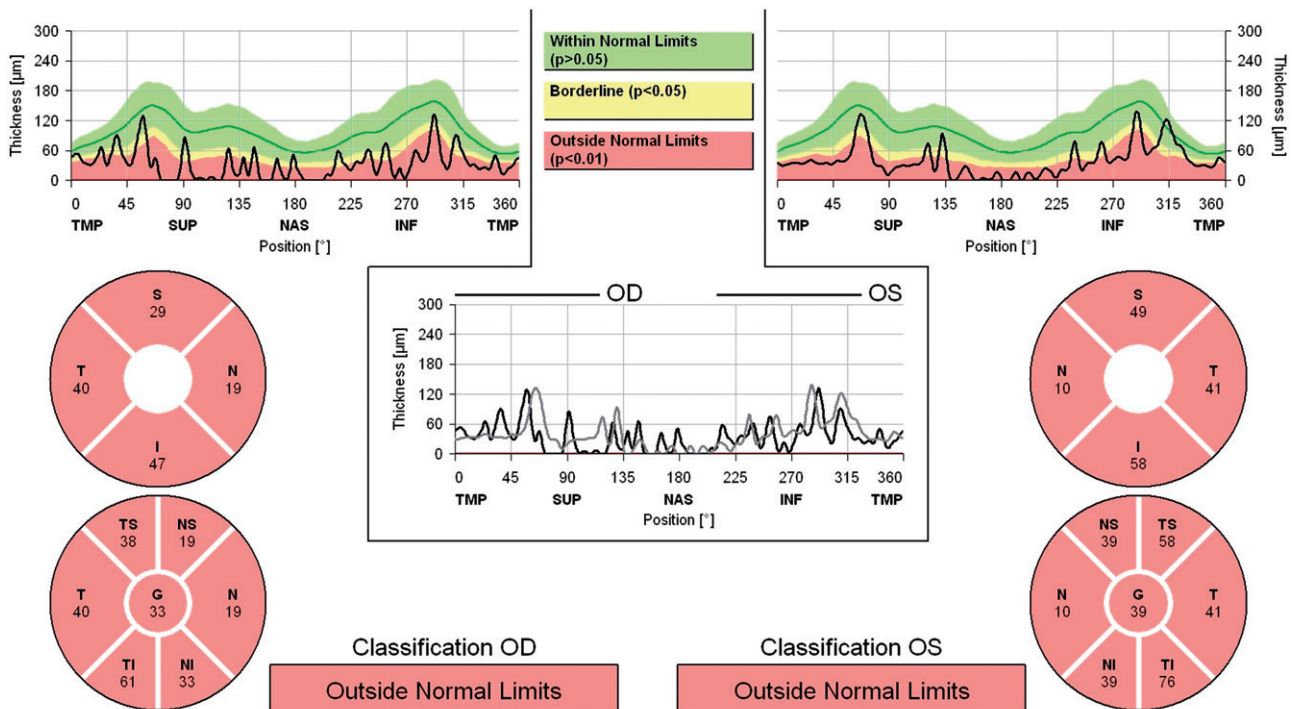 300
240
180
120
60
0
Thickness [µm]
0 45 90 135 180 225 270 315 360
TMP SUP NAS INF TMP
Position [°]
Within Normal Limits
(p>0.05)
Borderline (p<0.05)
Outside Normal Limits
(p<0.01)
300
240
180
120
60
0
Thickness [µm]
0 45 90 135 180 225 270 315 360
TMP SUP NAS INF TMP
Position [°]
OD OS
300
240
180
120
60
0
Thickness [µm]
0 45 90 135 180 225 270 315 360
TMP SUP NAS INF TMP
Position [°]
S
29
T
40
N
19
I
47
S
49
N
10
T
41
I
58
TS
38
NS
19
T
40
G
33
N
19
TI
61
NI
33
Classification OD
Outside Normal Limits
Classification OS
Outside Normal Limits
NS
39
TS
58
N
10
G
39
T
41
NI
39
TI
76